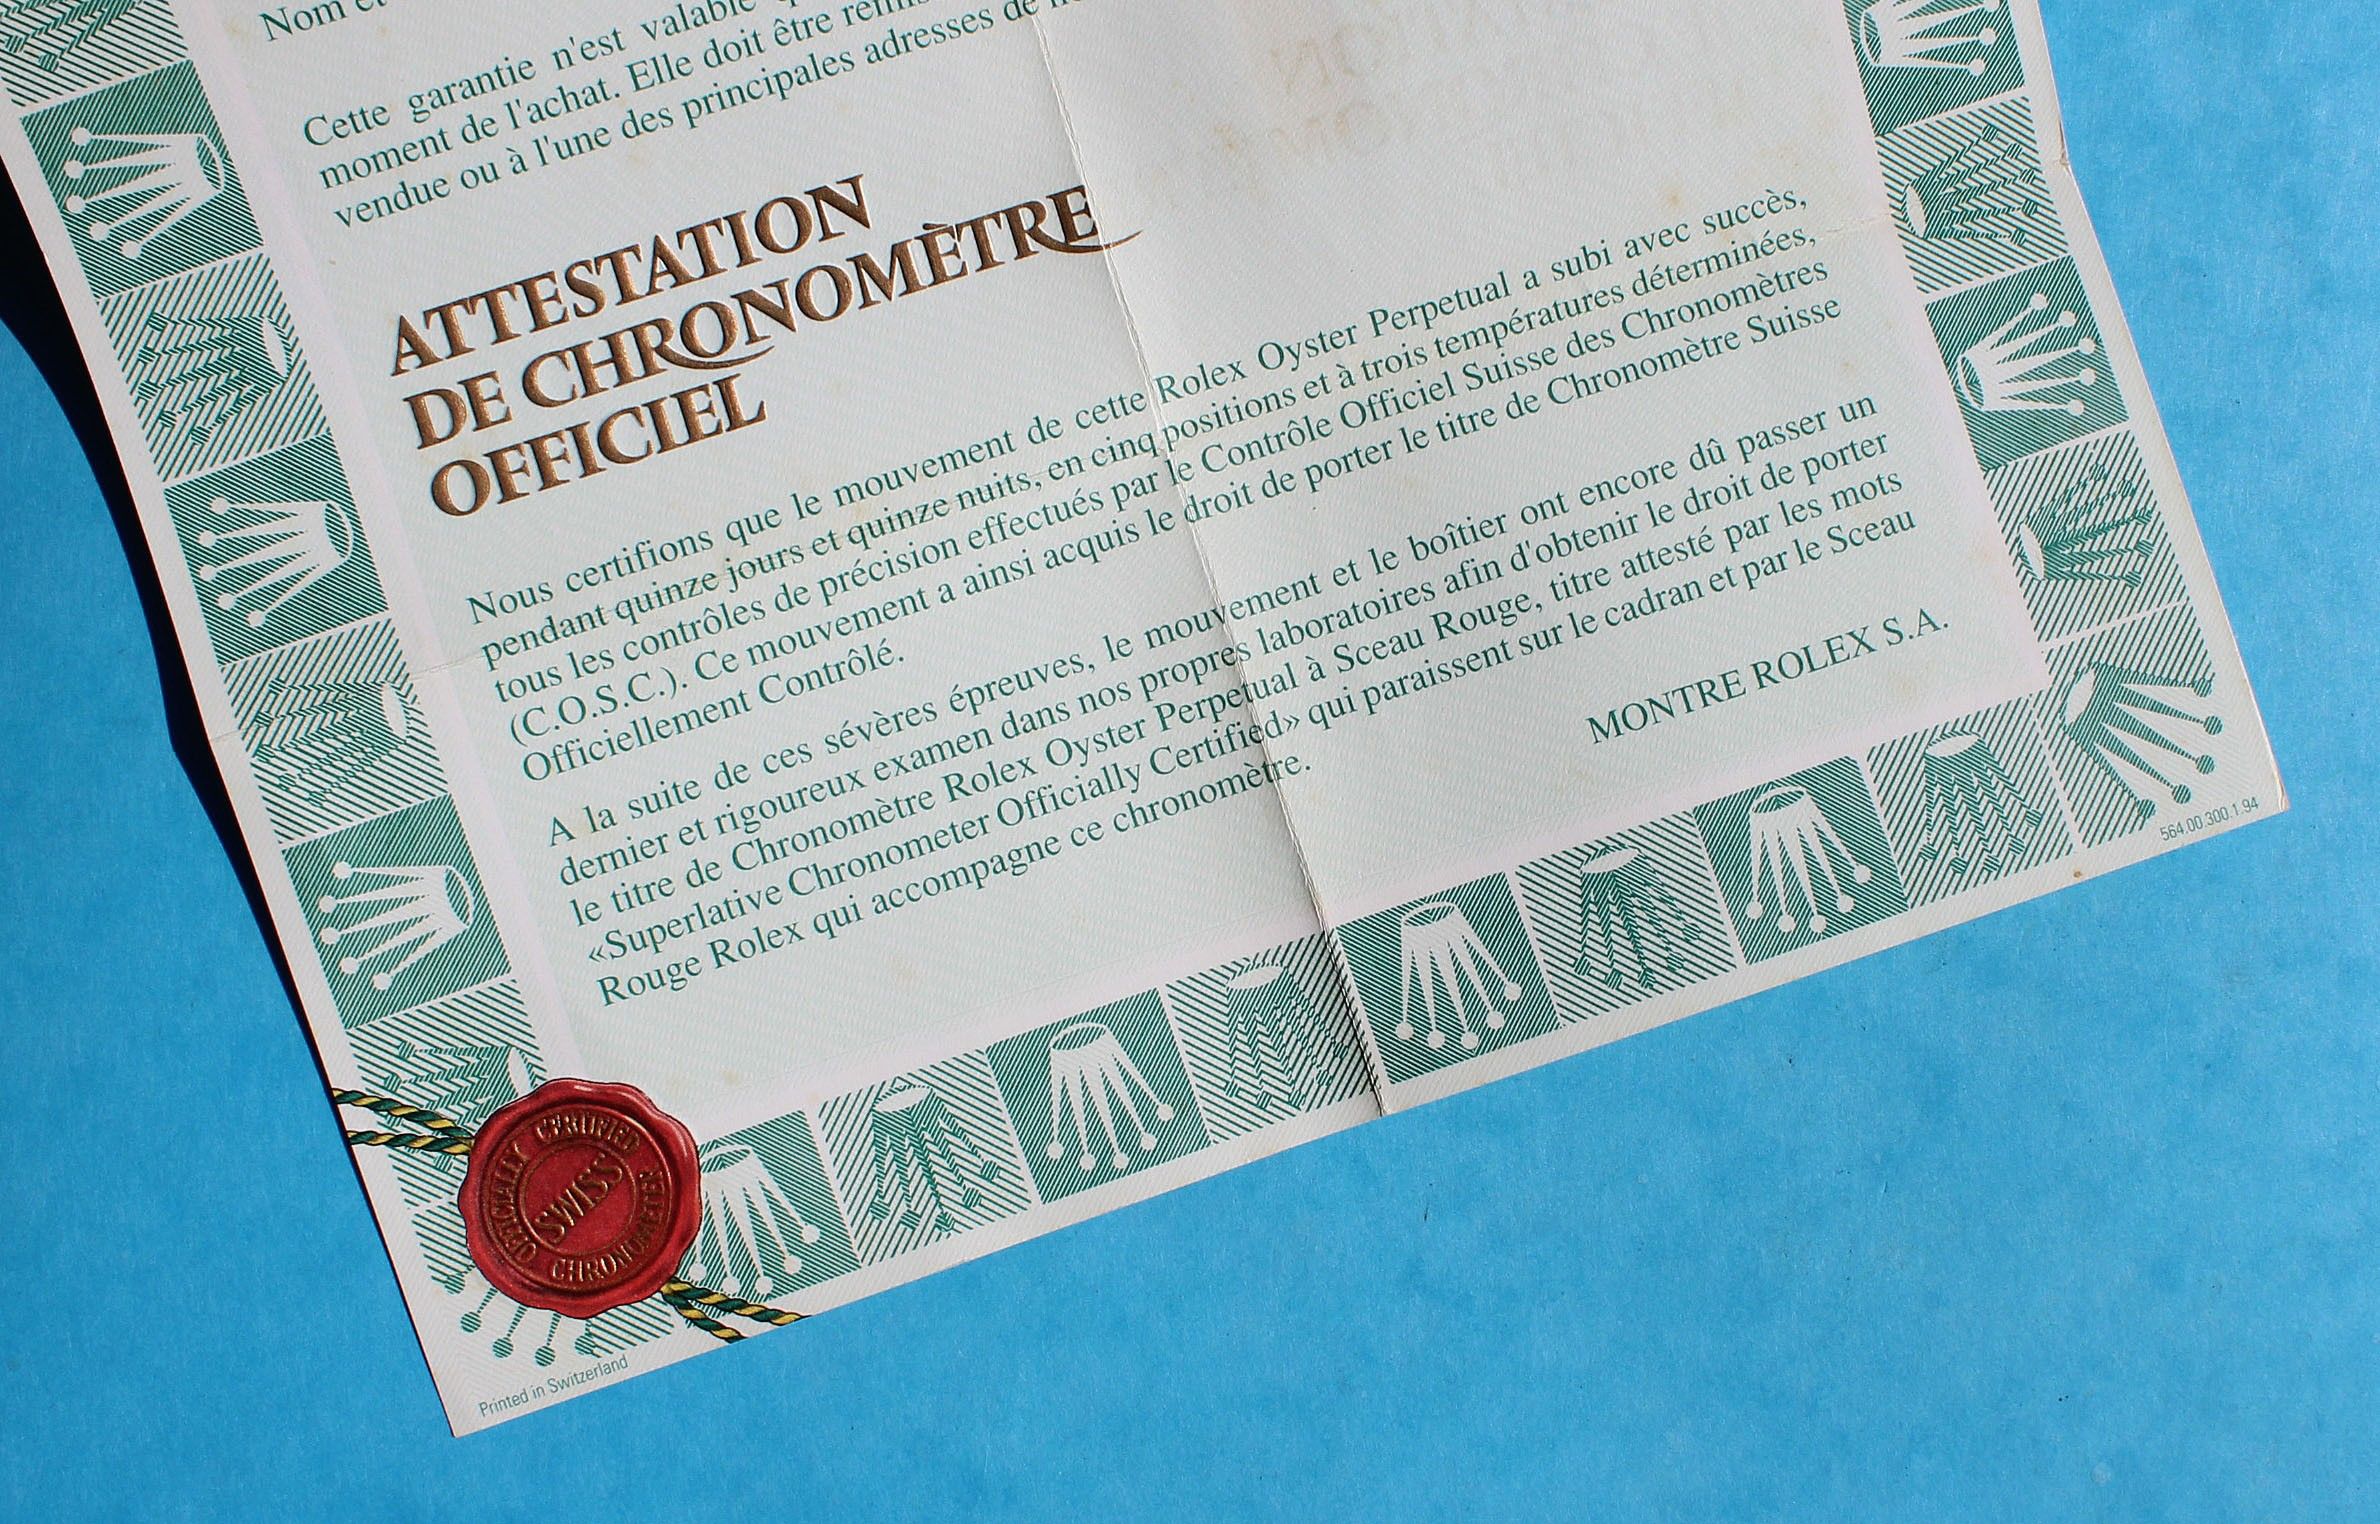 Nom et
Cette garantie n'est valable
moment de l'achat. Elle doit être
vendue ou à l'une des principales adresses de
ATTESTATION
DE CHRONOMÈTRE
OFFICIEL
Nous certifions que le mouvement de cette Rolex Oyster Perpetual a subi avec succès,
pendant quinze jours et quinze nuits, en cinq positions et à trois températures déterminées,
tous les contrôles de précision effectués par le Contrôle Officiel Suisse des Chronomètres
(C.O.S.C.). Ce mouvement a ainsi acquis le droit de porter le titre de Chronomètre Suisse
Officiellement Contrôlé.
A la suite de ces sévères épreuves, le mouvement et le boîtier ont encore dû passer un
dernier et rigoureux examen dans nos propres laboratoires afin d'obtenir le droit de porter
le titre de Chronomètre Rolex Oyster Perpetual à Sceau Rouge, titre attesté par les mots
«Superlative Chronometer Officially Certified» qui paraissent sur le cadran et par le Sceau
Rouge Rolex qui accompagne ce chronomètre.
MONTRE ROLEX S.A.
564.00.300.1.94
OFFICIALLY CERTIFIED
SWISS
CHRONOMETER
Printed in Switzerland